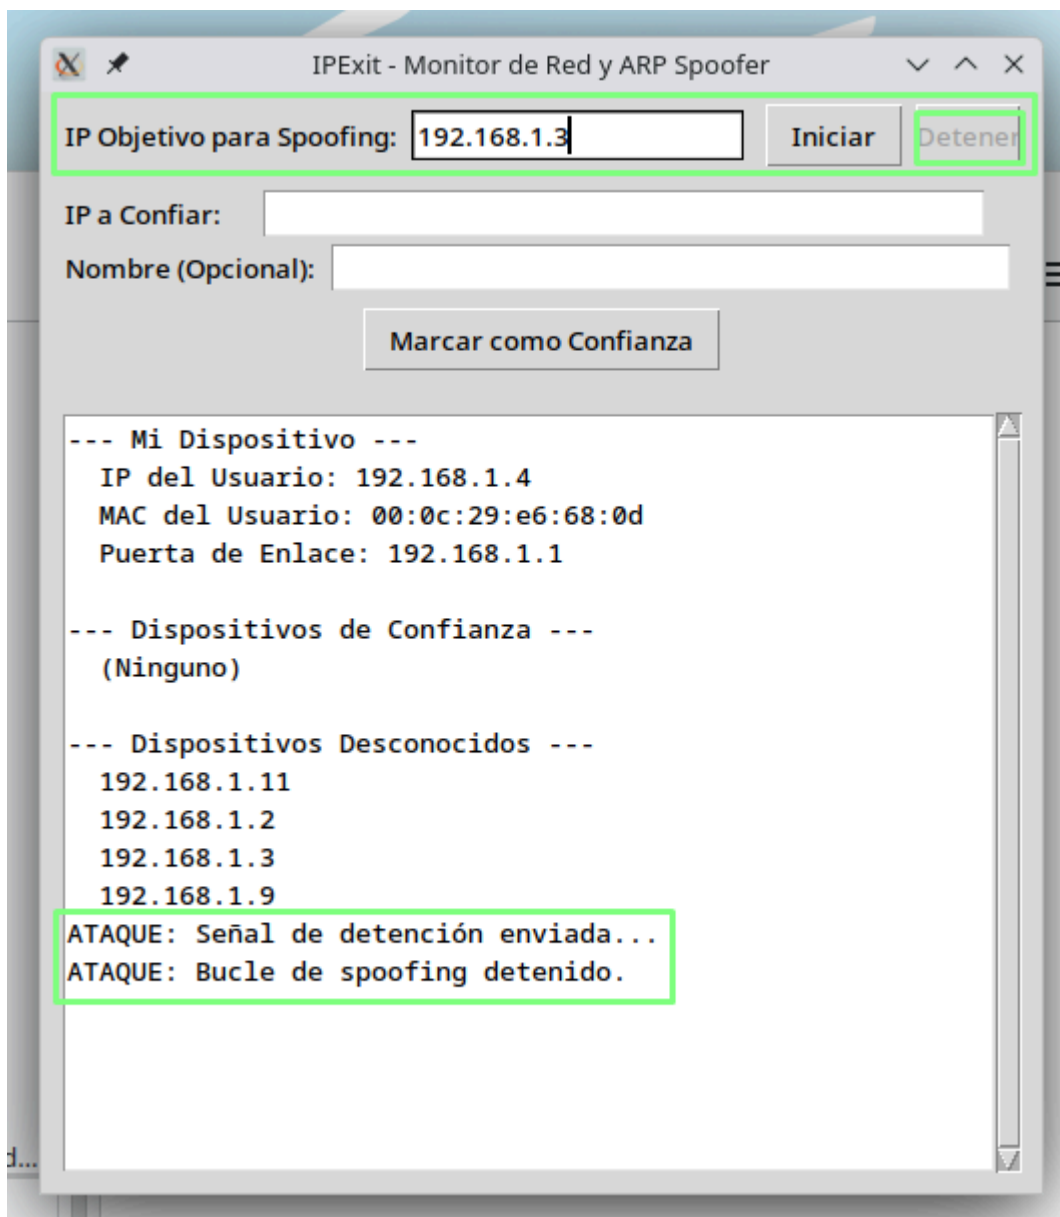 IPExit - Monitor de Red y ARP Spoofer
IP Objetivo para Spoofing: 192.168.1.3 Iniciar Detener
IP a Confiar:
Nombre (Opcional):
Marcar como Confianza
--- Mi Dispositivo ---
IP del Usuario: 192.168.1.4
MAC del Usuario: 00:0c:29:e6:68:0d
Puerta de Enlace: 192.168.1.1
--- Dispositivos de Confianza ---
(Ninguno)
--- Dispositivos Desconocidos ---
192.168.1.11
192.168.1.2
192.168.1.3
192.168.1.9
ATAQUE: Señal de detención enviada...
ATAQUE: Bucle de spoofing detenido.
d...